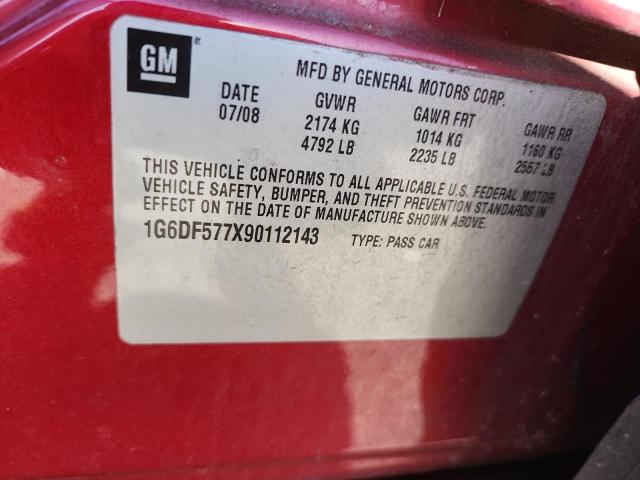 GM®
MFD BY GENERAL MOTORS CORP.
DATE GVWR GAWR FRT GAWR RR
07/08 2174 KG 1014 KG 1160 KG
4792 LB 2235 LB 2557 LB
THIS VEHICLE CONFORMS TO ALL APPLICABLE U.S. FEDERAL MOTOR
VEHICLE SAFETY, BUMPER, AND THEFT PREVENTION STANDARDS IN
EFFECT ON THE DATE OF MANUFACTURE SHOWN ABOVE.
1G6DF577X90112143 TYPE: PASS CAR